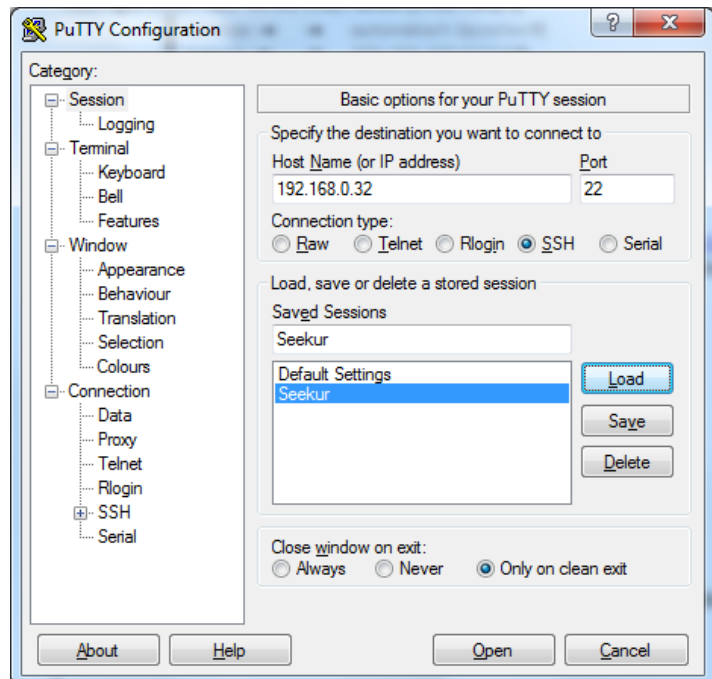 PuTTY Configuration
Category:
Session
Logging
Terminal
Keyboard
Bell
Features
Window
Appearance
Behaviour
Translation
Selection
Colours
Connection
Data
Proxy
Telnet
Rlogin
SSH
Serial
Basic options for your PuTTY session
Specify the destination you want to connect to
Host Name (or IP address) Port
192.168.0.32 22
Connection type:
Raw Telnet Rlogin SSH Serial
Load, save or delete a stored session
Saved Sessions
Seekur
Default Settings
Seekur
Load
Save
Delete
Close window on exit:
Always Never Only on clean exit
About Help Open Cancel